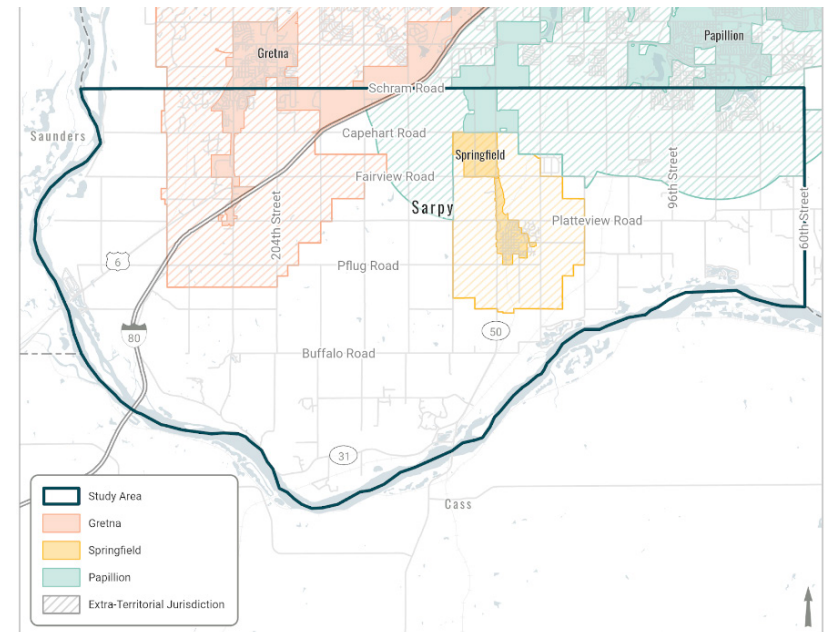 Gretna
Papillion
Schram Road
Saunders
Capehart Road
Springfield
Fairview Road
96th Street
204th Street
Sarpy
Platteview Road
60th Street
6
Pflug Road
80
50
Buffalo Road
31
Cass
Study Area
Gretna
Springfield
Papillion
Extra-Territorial Jurisdiction